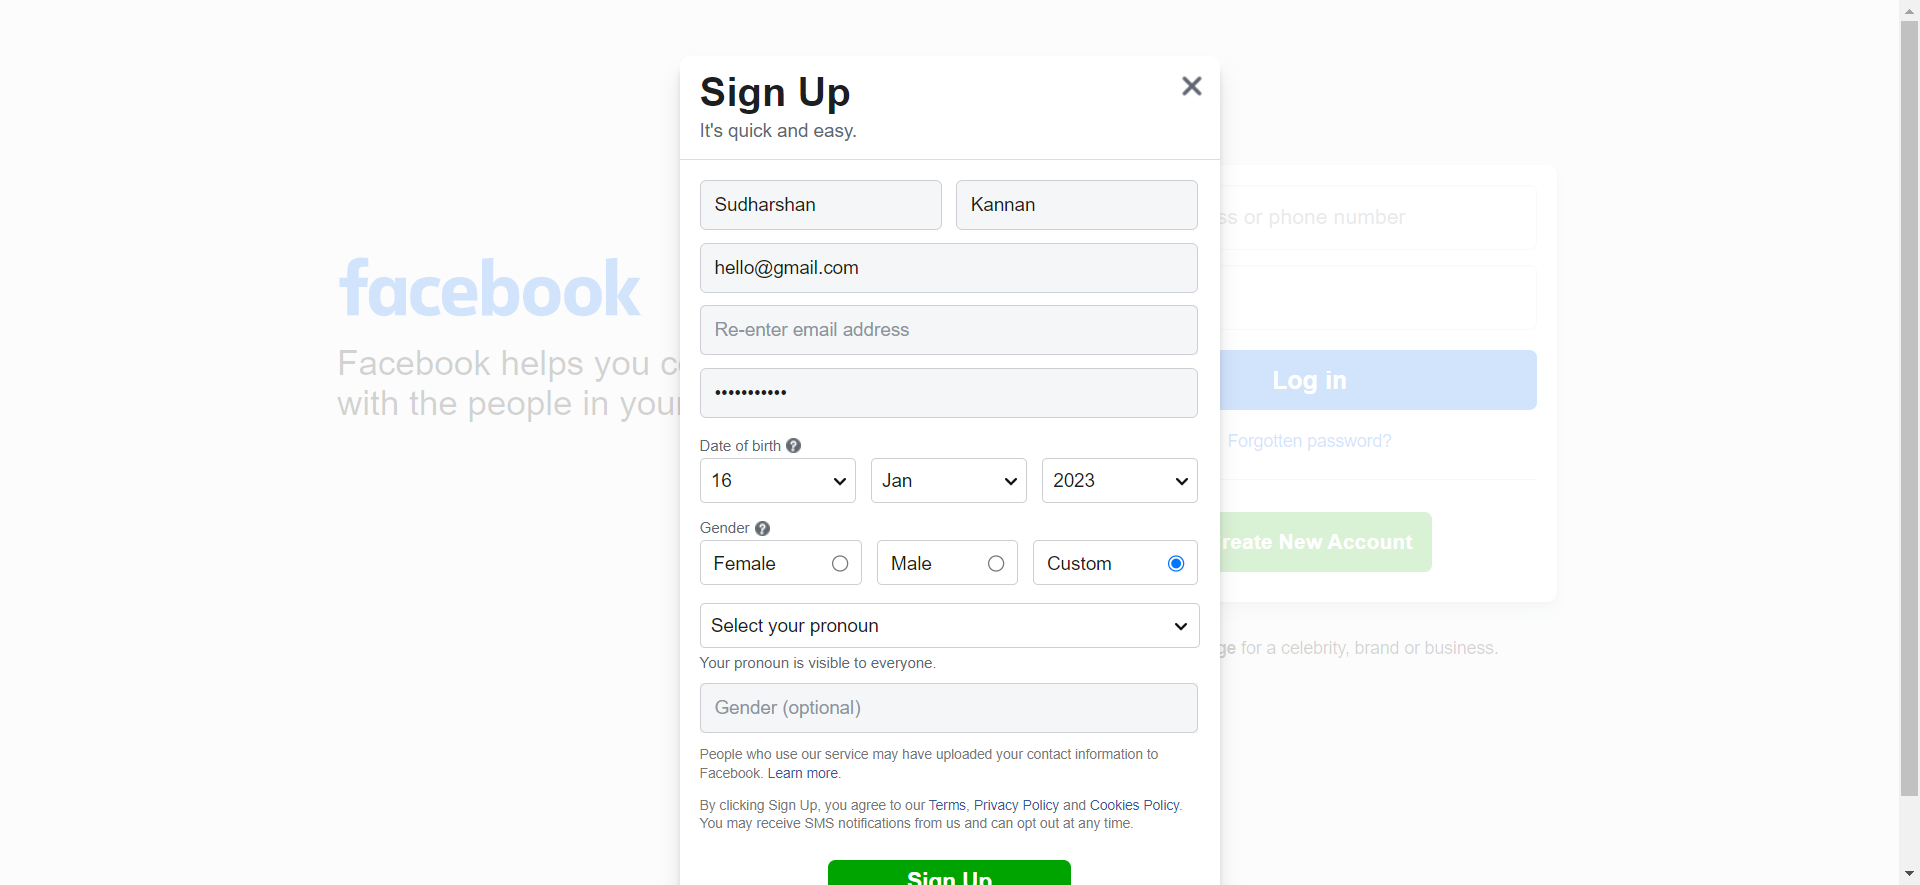 Sign Up
It's quick and easy.
Sudharshan Kannan
hello@gmail.com
Re-enter email address
•••••••••••
Date of birth ?
16 Jan 2023
Gender ?
Female Male Custom
Select your pronoun
Your pronoun is visible to everyone.
Gender (optional)
People who use our service may have uploaded your contact information to
Facebook. Learn more.
By clicking Sign Up, you agree to our Terms, Privacy Policy and Cookies Policy.
You may receive SMS notifications from us and can opt out at any time.
Sign Up
facebook
Facebook helps you c
with the people in your
ss or phone number
Log in
Forgotten password?
reate New Account
ge for a celebrity, brand or business.